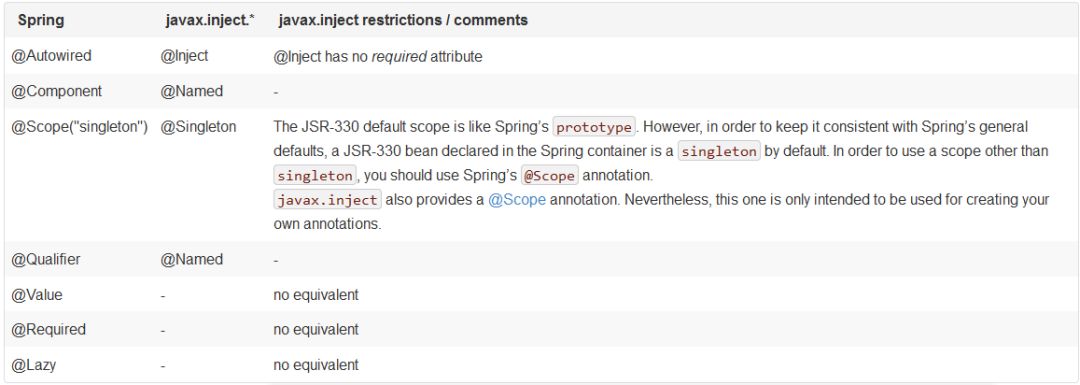 Spring javax.inject.* javax.inject restrictions / comments
@Autowired @Inject @Inject has no required attribute
@Component @Named -
@Scope("singleton") @Singleton The JSR-330 default scope is like Spring’s prototype. However, in order to keep it consistent with Spring’s general
defaults, a JSR-330 bean declared in the Spring container is a singleton by default. In order to use a scope other than
singleton, you should use Spring’s @Scope annotation.
javax.inject also provides a @Scope annotation. Nevertheless, this one is only intended to be used for creating your
own annotations.
@Qualifier @Named -
@Value - no equivalent
@Required - no equivalent
@Lazy - no equivalent